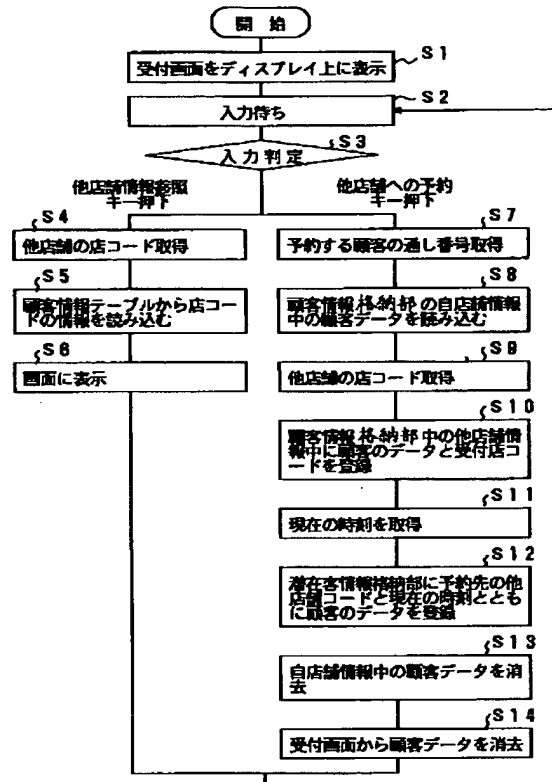 開 始
S1
受付画面をディスプレイ上に表示
S2
入力待ち
S3
入力判定
他店舗情報参照
キー押下
他店舗への予約
キー押下
S4
他店舗の店コード取得
S5
顧客情報テーブルから店コー
ドの情報を読み込む
S6
画面に表示
S7
予約する顧客の通し番号取得
S8
顧客情報格納部の自店舗情報
中の顧客データを読み込む
S9
他店舗の店コード取得
S10
顧客情報格納部中の他店舗情
報中に顧客のデータと受付店コ
ードを登録
S11
現在の時刻を取得
S12
潜在客情報格納部に予約先の他
店舗コードと現在の時刻ととも
に顧客のデータを登録
S13
自店舗情報中の顧客データを消
去
S14
受付画面から顧客データを消去